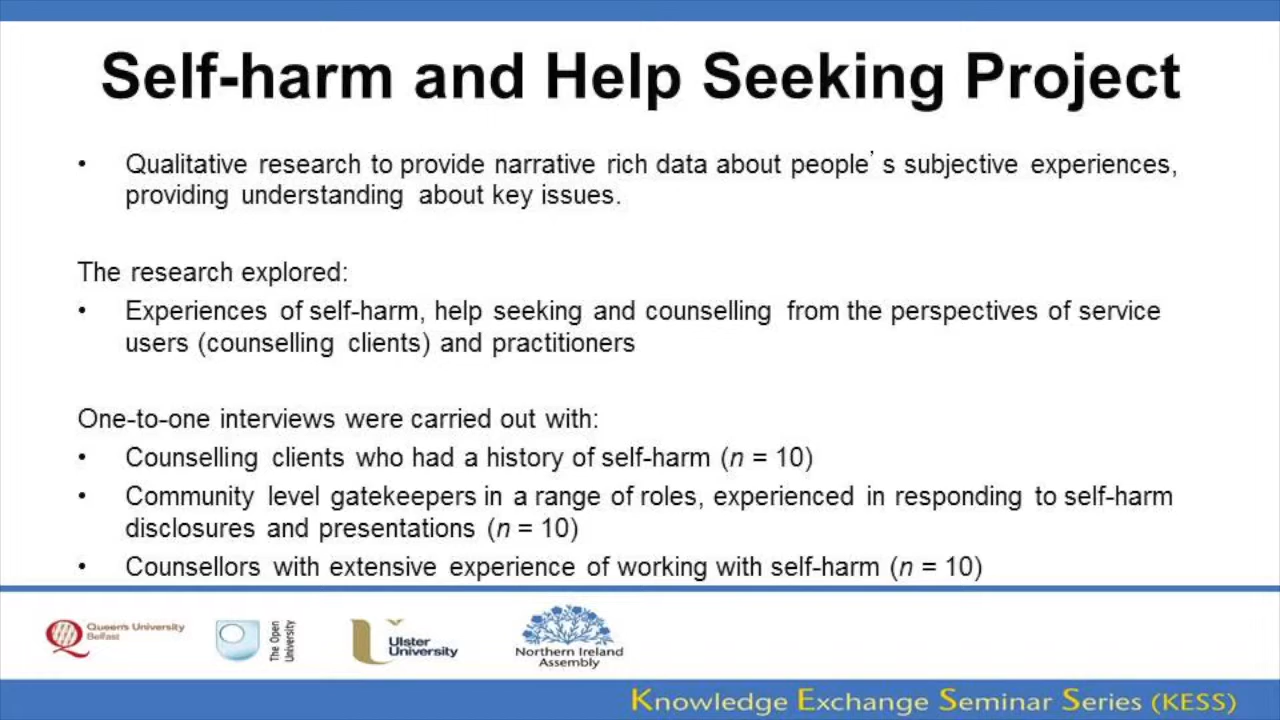 Self-harm and Help Seeking Project
• Qualitative research to provide narrative rich data about people's subjective experiences,
providing understanding about key issues.
The research explored:
• Experiences of self-harm, help seeking and counselling from the perspectives of service
users (counselling clients) and practitioners
One-to-one interviews were carried out with:
• Counselling clients who had a history of self-harm (n = 10)
• Community level gatekeepers in a range of roles, experienced in responding to self-harm
disclosures and presentations (n = 10)
• Counsellors with extensive experience of working with self-harm (n = 10)
Queen's University
Belfast
The Open
University
Ulster
University
Northern Ireland
Assembly
Knowledge Exchange Seminar Series (KESS)